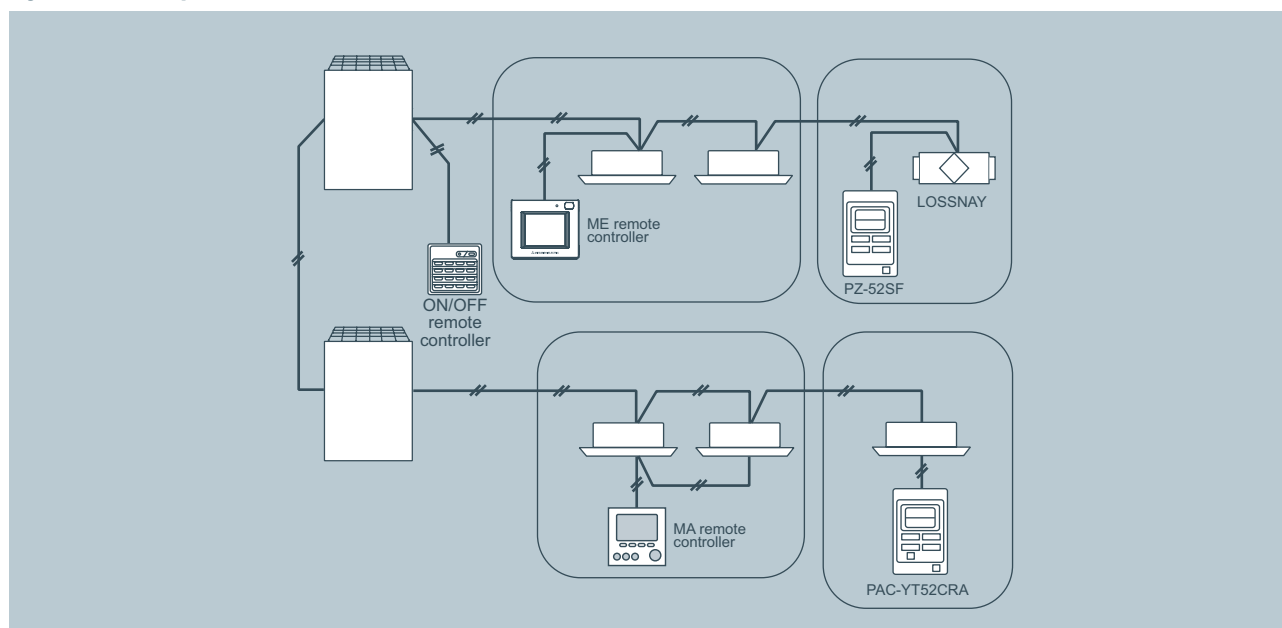 ME remote
controller
LOSSNAY
PZ-52SF
ON/OFF
remote
controller
MA remote
controller
PAC-YT52CRA